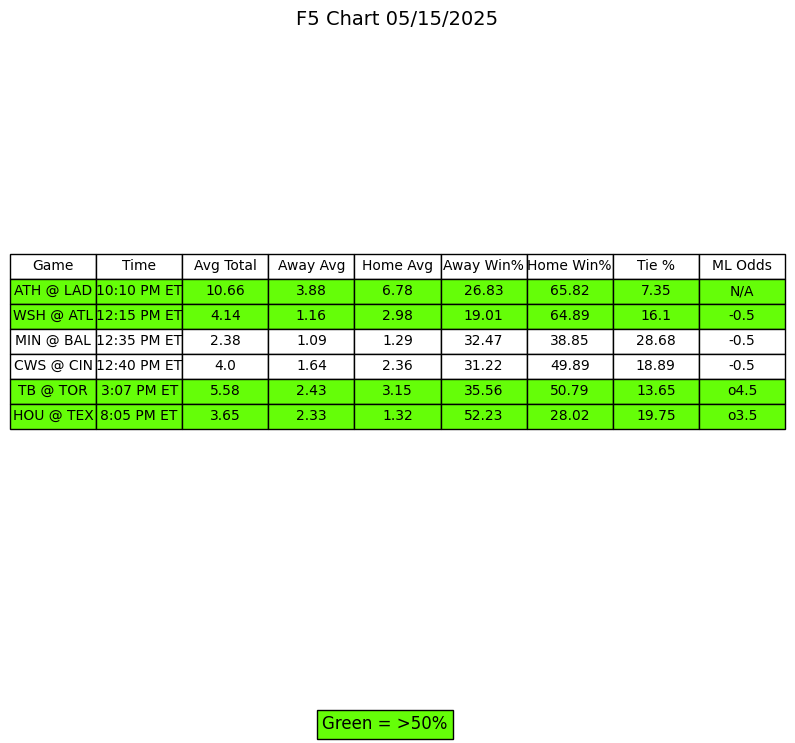 F5 Chart 05/15/2025
Game Time Avg Total Away Avg Home Avg Away Win% Home Win% Tie % ML Odds
ATH @ LAD 10:10 PM ET 10.66 3.88 6.78 26.83 65.82 7.35 N/A
WSH @ ATL 12:15 PM ET 4.14 1.16 2.98 19.01 64.89 16.1 -0.5
MIN @ BAL 12:35 PM ET 2.38 1.09 1.29 32.47 38.85 28.68 -0.5
CWS @ CIN 12:40 PM ET 4.0 1.64 2.36 31.22 49.89 18.89 -0.5
TB @ TOR 3:07 PM ET 5.58 2.43 3.15 35.56 50.79 13.65 o4.5
HOU @ TEX 8:05 PM ET 3.65 2.33 1.32 52.23 28.02 19.75 o3.5
Green = >50%